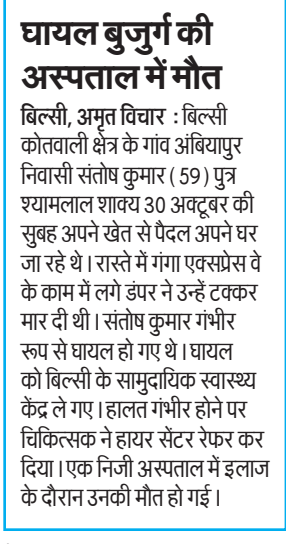 घायल बुजुर्ग की
अस्पताल में मौत
बिल्सी, अमृत विचार : बिल्सी
कोतवाली क्षेत्र के गांव अंबियापुर
निवासी संतोष कुमार ( 59 ) पुत्र
श्यामलाल शाक्य 30 अक्टूबर की
सुबह अपने खेत से पैदल अपने घर
जा रहे थे । रास्ते में गंगा एक्सप्रेस वे
के काम में लगे डंपर ने उन्हें टक्कर
मार दी थी । संतोष कुमार गंभीर
रूप से घायल हो गए थे । घायल
को बिल्सी के सामुदायिक स्वास्थ्य
केंद्र ले गए । हालत गंभीर होने पर
चिकित्सक ने हायर सेंटर रेफर कर
दिया । एक निजी अस्पताल में इलाज
के दौरान उनकी मौत हो गई ।